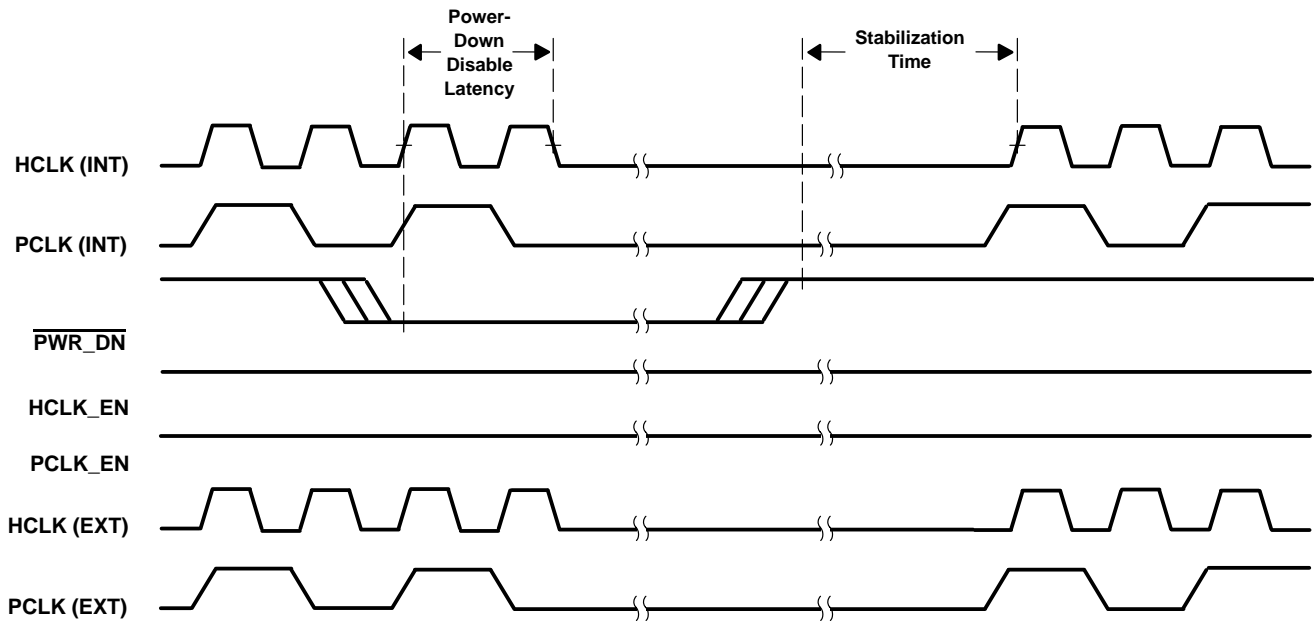 Power-
Down
Disable
Latency
Stabilization
Time
HCLK (INT)
PCLK (INT)
PWR_DN
HCLK_EN
PCLK_EN
HCLK (EXT)
PCLK (EXT)